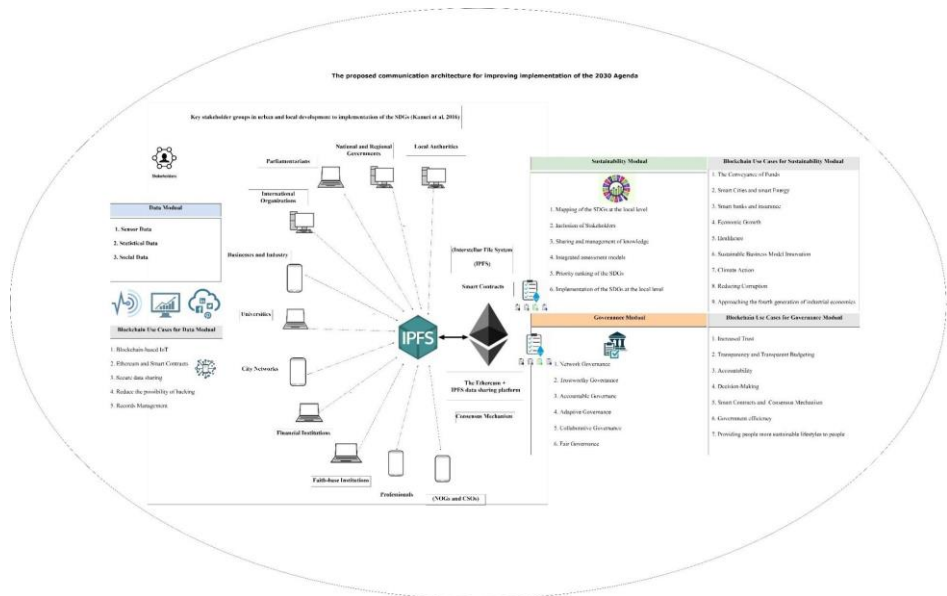 The proposed communication architecture for improving implementation of the 2030 Agenda
Key stakeholder groups in urban and local development to implementation of the SDGs (Kanuri et al, 2016)
Stakeholders
Parliamentarians
National and Regional
Governments
Local Authorities
International
Organizations
Businesses and Industry
Universities
City Networks
Financial Institutions
Faith-base Institutions
Professionals
(NOGs and CSOs)
Data Modual
1. Sensor Data
2. Statistical Data
3. Social Data
Blockchain Use Cases for Data Modual
1. Blockchain-based IoT
2. Ethereum and Smart Contracts
3. Secure data sharing
4. Reduce the possibility of hacking
5. Records Management
(Interstellar File System
(IPFS)
Smart Contracts
IPFS
The Ethereum +
IPFS data sharing platform
Consensus Mechanism
Sustainability Modual
1. Mapping of the SDGs at the local level
2. Inclusion of Stakeholders
3. Sharing and management of knowledge
4. Integrated assessment models
5. Priority ranking of the SDGs
6. Implementation of the SDGs at the local level
Blockchain Use Cases for Sustainability Modual
1. The Conveyance of Funds
2. Smart Cities and smart Energy
3. Smart banks and insurance
4. Economic Growth
5. Healthcare
6. Sustainable Business Model Innovation
7. Climate Action
8. Reducing Corruption
9. Approaching the fourth generation of industrial economics
Governance Modual
1. Network Governance
2. Trustworthy Governance
3. Accountable Governance
4. Adaptive Governance
5. Collaborative Governance
6. Fair Governance
Blockchain Use Cases for Governance Modual
1. Increased Trust
2. Transparency and Transparent Budgeting
3. Accountability
4. Decision-Making
5. Smart Contracts and Consensus Mechanism
6. Government efficiency
7. Providing people more sustainable lifestyles to people